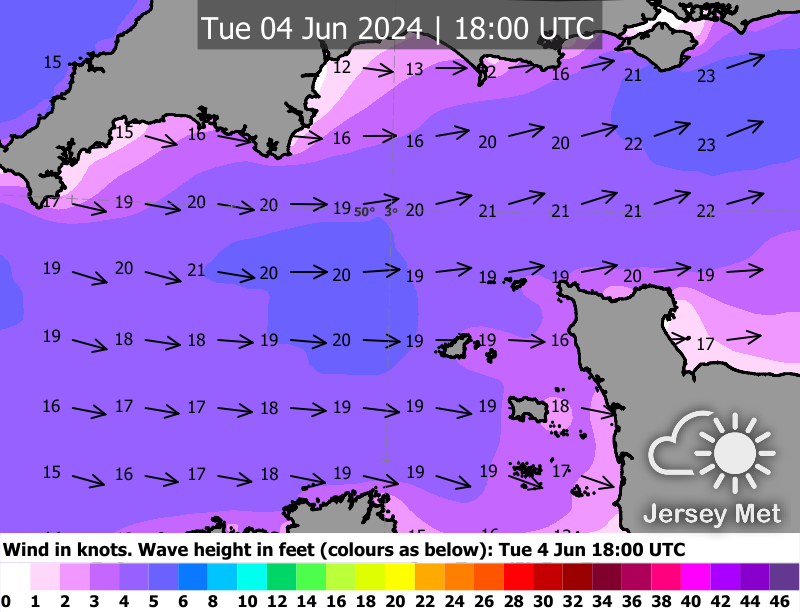 Tue 04 Jun 2024 | 18:00 UTC
15 12 13 12 16 21 23
15 16 16 16 20 20 22 23
17 19 20 20 19 50° 3° 20 21 21 21 22
19 20 21 20 20 19 19 19 20 19
19 18 18 19 20 19 19 16 17
16 17 17 18 19 19 19 18
15 16 17 18 19 19 19 17
Jersey Met
Wind in knots. Wave height in feet (colours as below): Tue 4 Jun 18:00 UTC
0 1 2 3 4 5 6 8 10 12 14 16 18 20 22 24 26 28 30 32 34 36 38 40 42 44 46